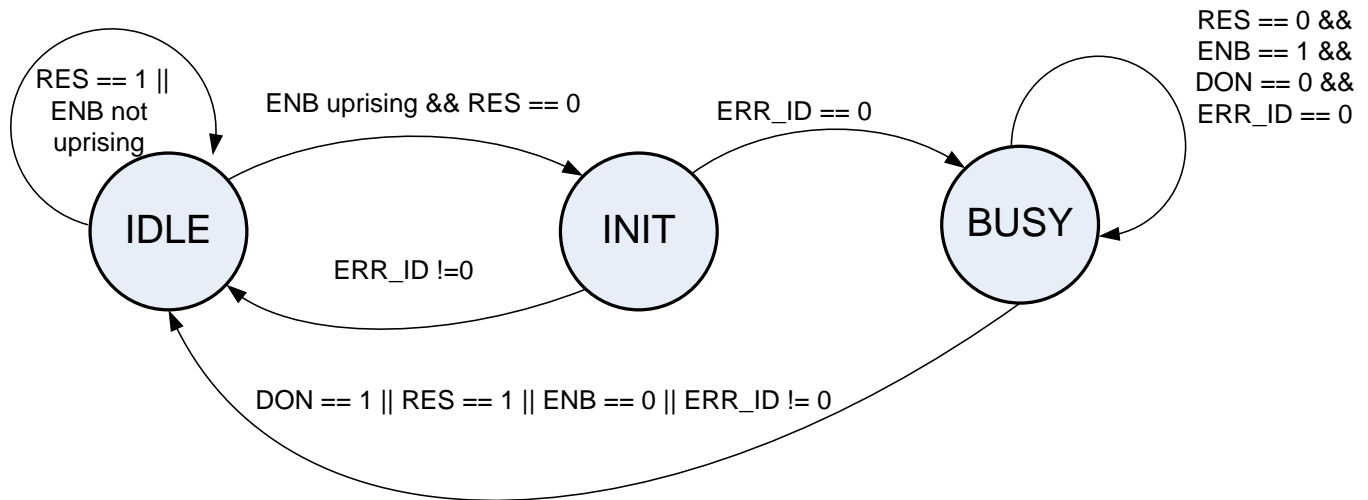 RES == 0 &&
ENB == 1 &&
DON == 0 &&
ERR_ID == 0
RES == 1 ||
ENB not
uprising
ENB uprising && RES == 0
ERR_ID == 0
IDLE
INIT
BUSY
ERR_ID !=0
DON == 1 || RES == 1 || ENB == 0 || ERR_ID != 0